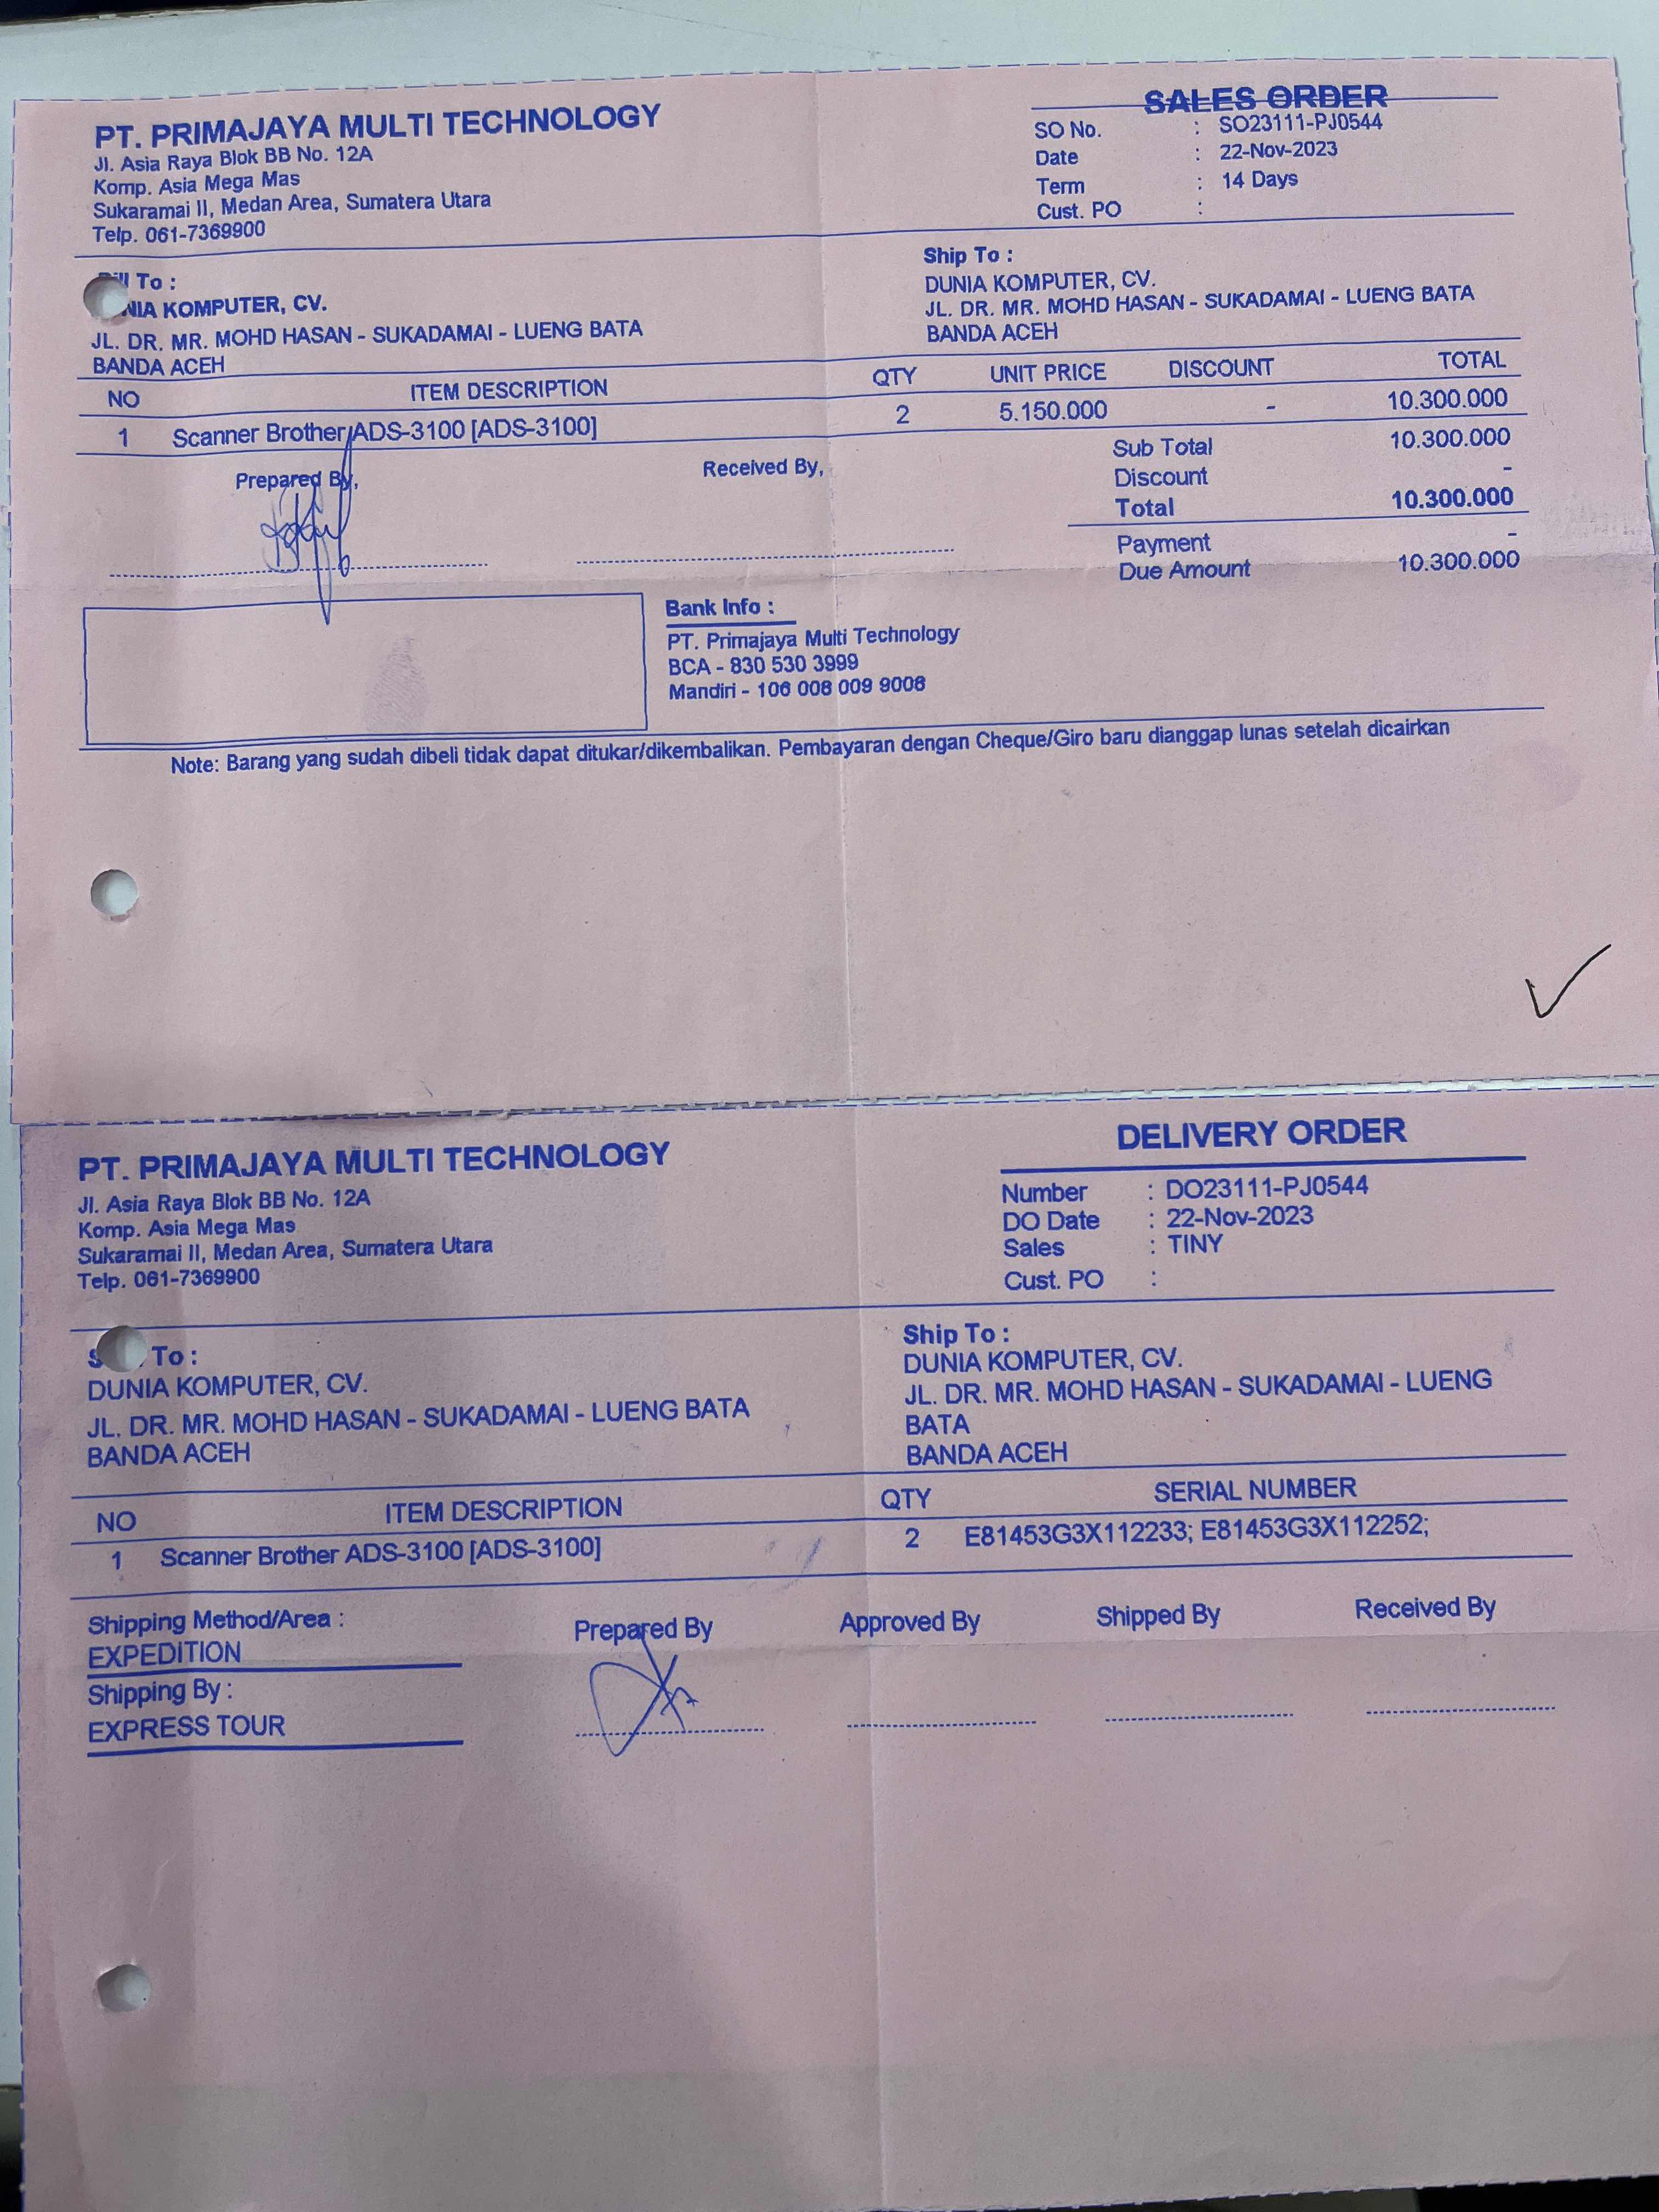 PT. PRIMAJAYA MULTI TECHNOLOGY
Jl. Asia Raya Blok BB No. 12A
Komp. Asia Mega Mas
Sukaramai II, Medan Area, Sumatera Utara
Telp. 061-7369900
SALES ORDER
SO No. : SO23111-PJ0544
Date : 22-Nov-2023
Term : 14 Days
Cust. PO :
To :
KOMPUTER, CV.
JL. DR. MR. MOHD HASAN - SUKADAMAI - LUENG BATA
BANDA ACEH
Ship To :
DUNIA KOMPUTER, CV.
JL. DR. MR. MOHD HASAN - SUKADAMAI - LUENG BATA
BANDA ACEH
NO ITEM DESCRIPTION QTY UNIT PRICE DISCOUNT TOTAL
1 Scanner Brother ADS-3100 [ADS-3100] 2 5.150.000 - 10.300.000
Prepared By,
Received By,
Sub Total 10.300.000
Discount -
Total 10.300.000
Payment -
Due Amount 10.300.000
Bank Info :
PT. Primajaya Multi Technology
BCA - 830 530 3999
Mandiri - 106 008 009 9008
Note: Barang yang sudah dibeli tidak dapat ditukar/dikembalikan. Pembayaran dengan Cheque/Giro baru dianggap lunas setelah dicairkan
PT. PRIMAJAYA MULTI TECHNOLOGY
Jl. Asia Raya Blok BB No. 12A
Komp. Asia Mega Mas
Sukaramai II, Medan Area, Sumatera Utara
Telp. 061-7369900
DELIVERY ORDER
Number : DO23111-PJ0544
DO Date : 22-Nov-2023
Sales : TINY
Cust. PO :
To :
DUNIA KOMPUTER, CV.
JL. DR. MR. MOHD HASAN - SUKADAMAI - LUENG BATA
BANDA ACEH
Ship To :
DUNIA KOMPUTER, CV.
JL. DR. MR. MOHD HASAN - SUKADAMAI - LUENG
BATA
BANDA ACEH
NO ITEM DESCRIPTION QTY SERIAL NUMBER
1 Scanner Brother ADS-3100 [ADS-3100] 2 E81453G3X112233; E81453G3X112252;
Shipping Method/Area :
EXPEDITION
Shipping By :
EXPRESS TOUR
Prepared By Approved By Shipped By Received By